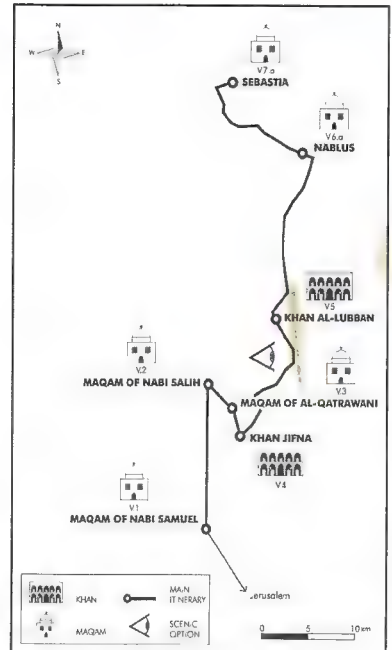 N
W
E
S
V7.a
SEBASTIA
V6.a
NABLUS
V5
KHAN AL-LUBBAN
V.2
MAQAM OF NABI SALIH
V.3
MAQAM OF AL-QATRAWANI
KHAN JIFNA
V.4
V.1
MAQAM OF NABI SAMUEL
Jerusalem
KHAN
MAIN
ITINERARY
MAQAM
SCENIC
OPTION
0 5 10 km